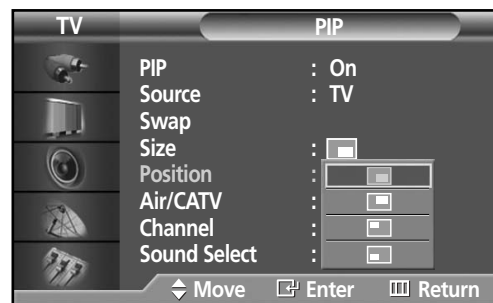 TV PIP
PIP : On
Source : TV
Swap
Size :
Position :
Air/CATV :
Channel :
Sound Select :
Move Enter Return